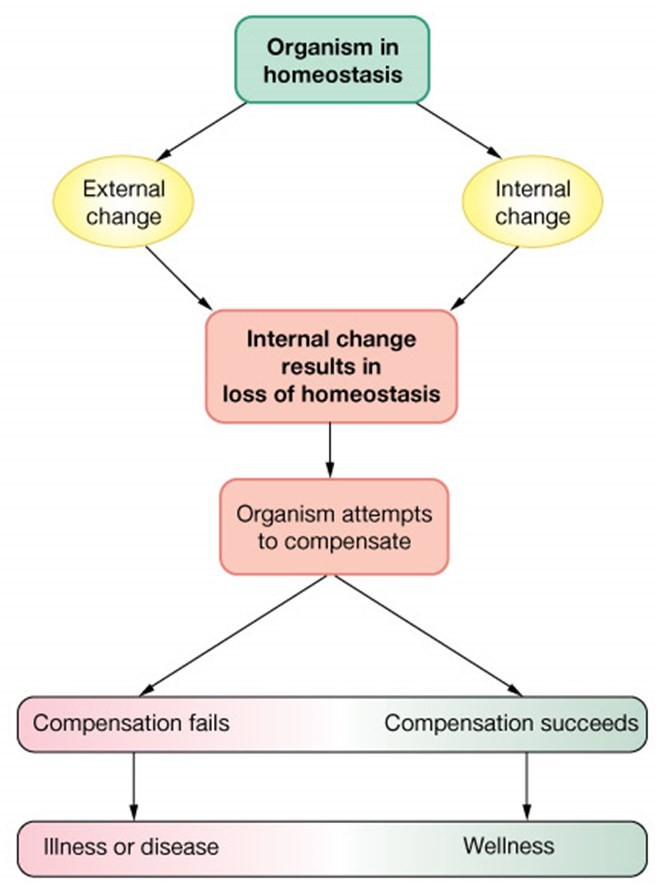 Organism in
homeostasis
External
change
Internal
change
Internal change
results in
loss of homeostasis
Organism attempts
to compensate
Compensation fails
Compensation succeeds
Illness or disease
Wellness